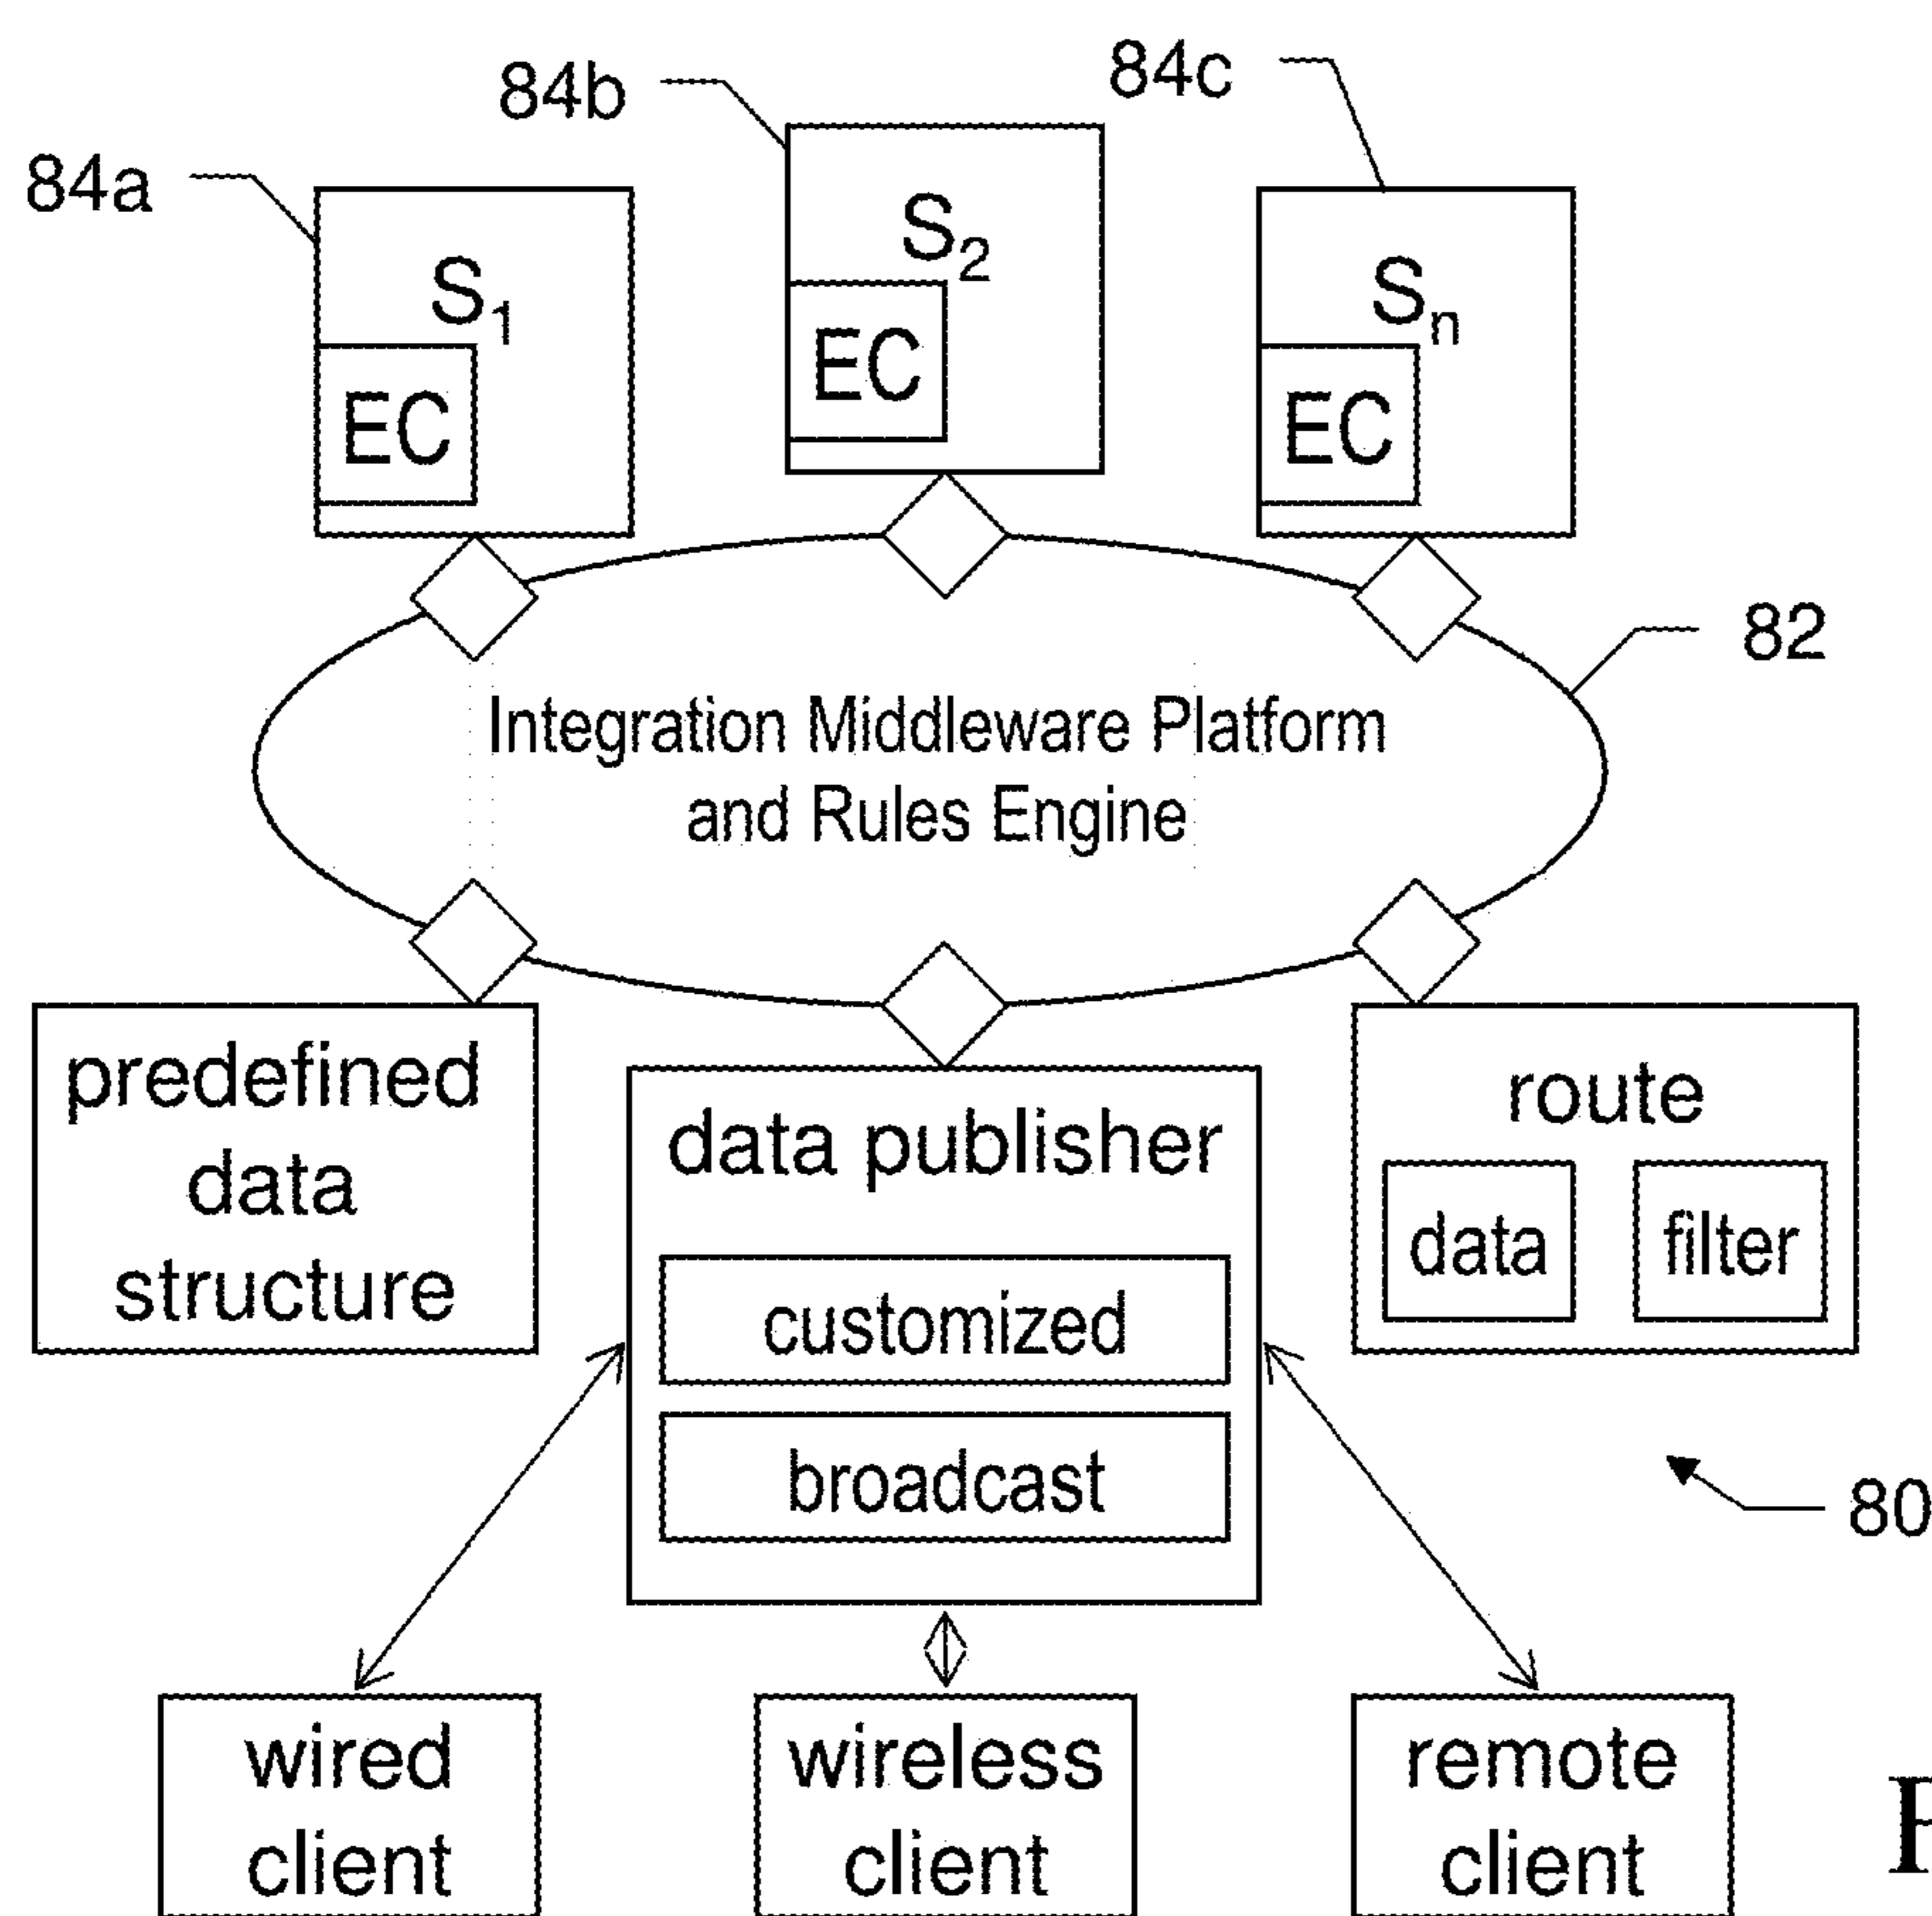 84b
84c
84a
S₁
S₂
Sₙ
EC
EC
EC
82
Integration Middleware Platform
and Rules Engine
predefined
data
structure
data publisher
customized
broadcast
route
data
filter
80
wired
client
wireless
client
remote
client